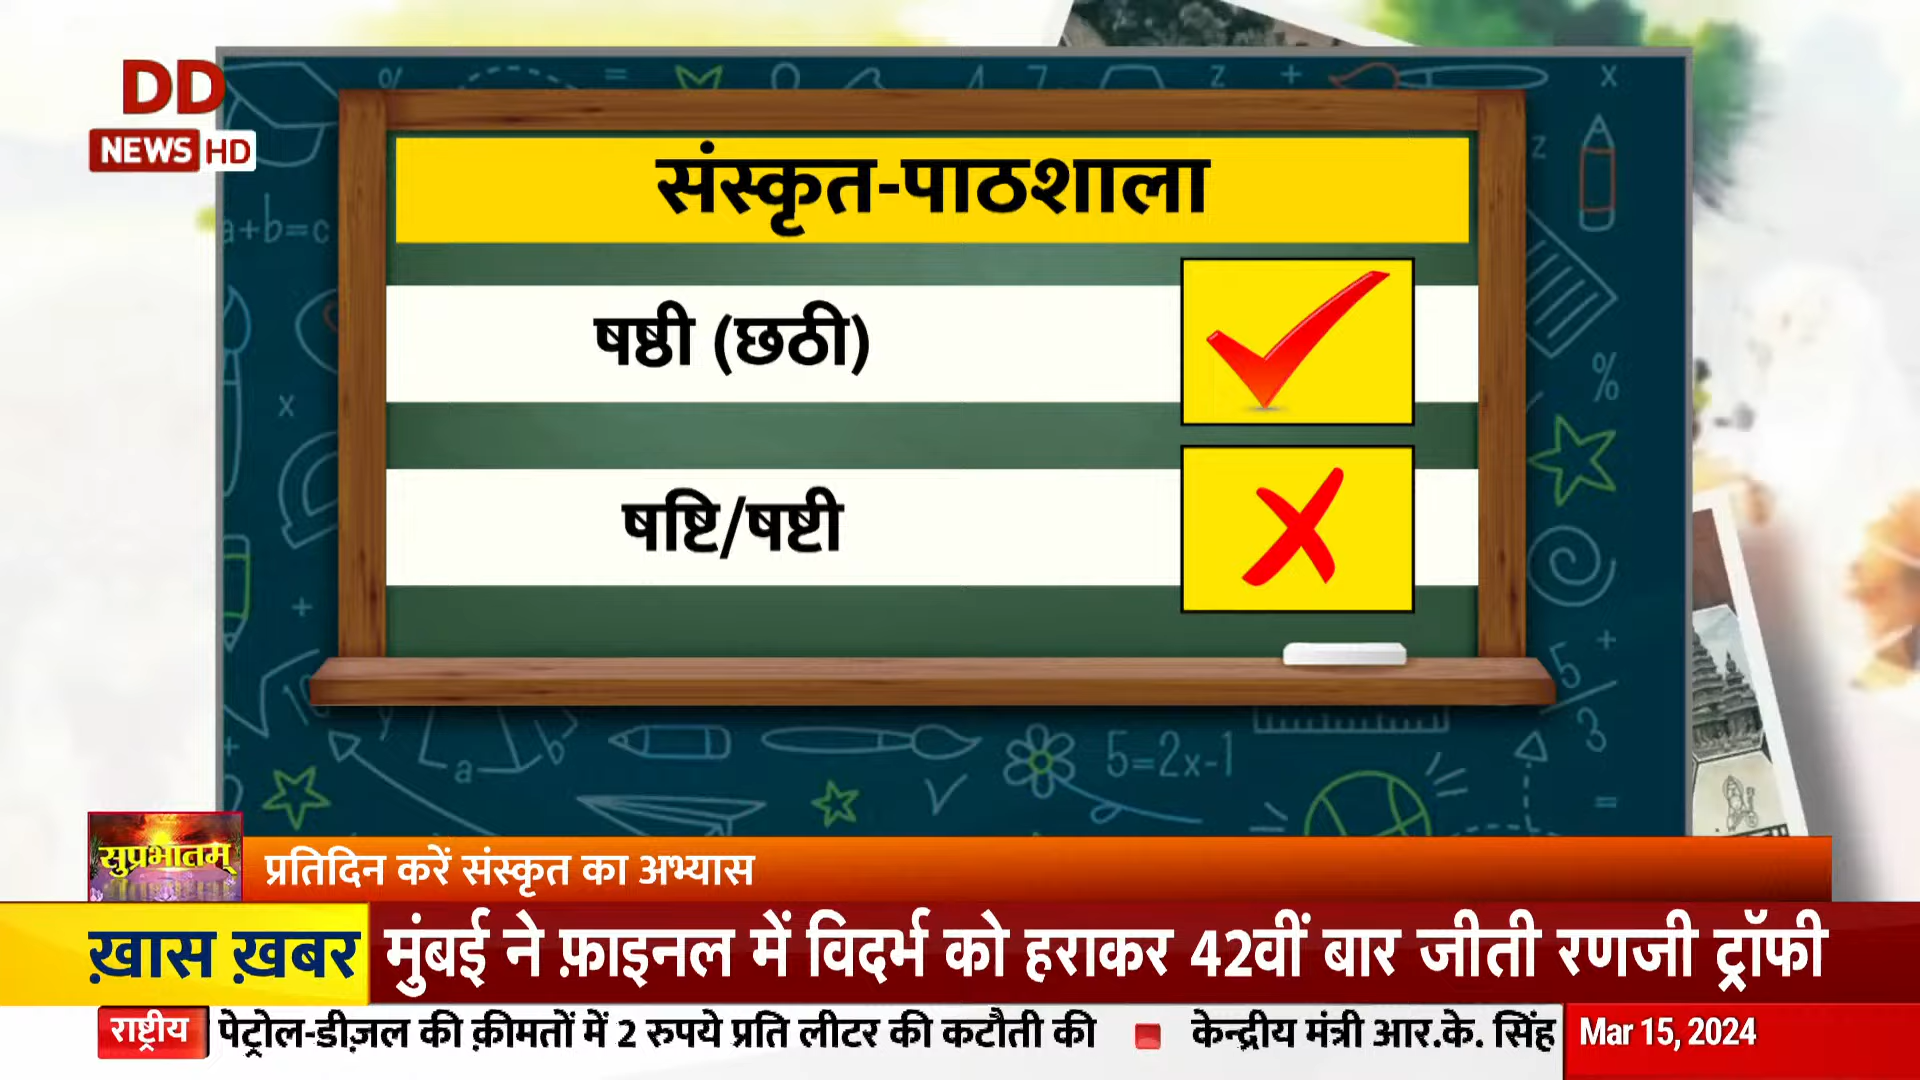 DD
NEWS HD
संस्कृत-पाठशाला
षष्ठी (छठी)
षष्टि/षष्टी
a+b=c
5=2x-1
सुप्रभातम्
प्रतिदिन करें संस्कृत का अभ्यास
ख़ास ख़बर मुंबई ने फ़ाइनल में विदर्भ को हराकर 42वीं बार जीती रणजी ट्रॉफी
राष्ट्रीय पेट्रोल-डीज़ल की क़ीमतों में 2 रुपये प्रति लीटर की कटौती की केन्द्रीय मंत्री आर.के. सिंह Mar 15, 2024